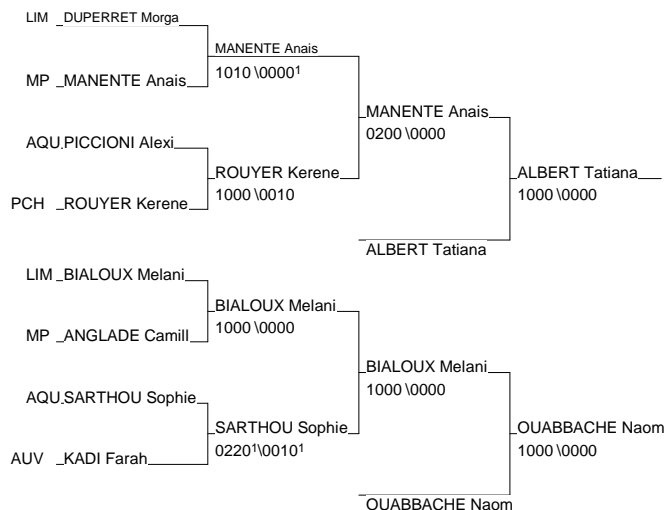 LIM DUPERRET Morga
MANENTE Anais
1010 \0000¹
MP MANENTE Anais
MANENTE Anais
0200 \0000
AQU PICCIONI Alexi
ROUYER Kerene
1000 \0010
ALBERT Tatiana
1000 \0000
PCH ROUYER Kerene
ALBERT Tatiana
LIM BIALOUX Melani
BIALOUX Melani
1000 \0000
MP ANGLADE Camill
BIALOUX Melani
1000 \0000
AQU SARTHOU Sophie
SARTHOU Sophie
0220¹\0010¹
OUABBACHE Naom
1000 \0000
AUV KADI Farah
OUABBACHE Naom